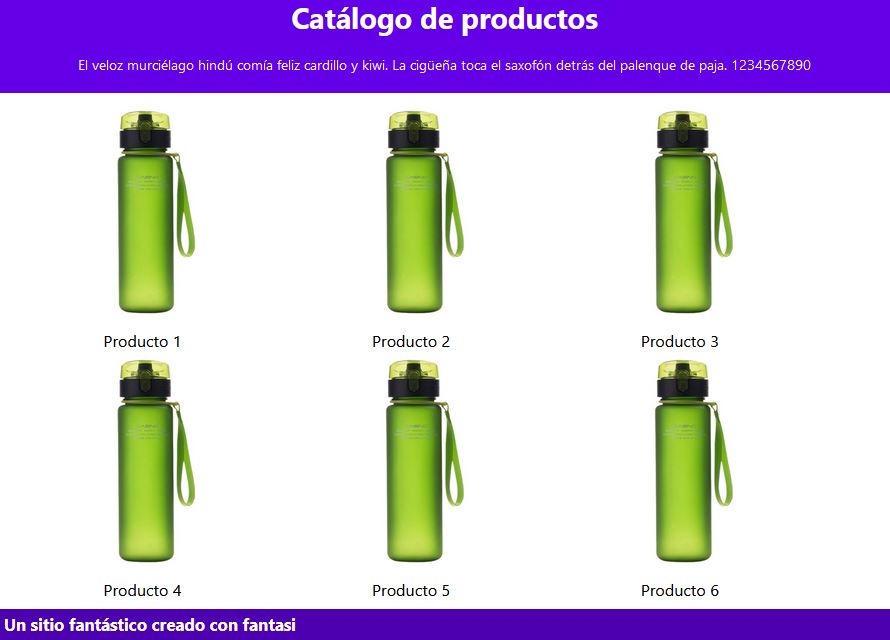 Catálogo de productos
El veloz murciélago hindú comía feliz cardillo y kiwi. La cigüeña toca el saxofón detrás del palenque de paja. 1234567890
Producto 1 Producto 2 Producto 3
Producto 4 Producto 5 Producto 6
Un sitio fantástico creado con fantasi